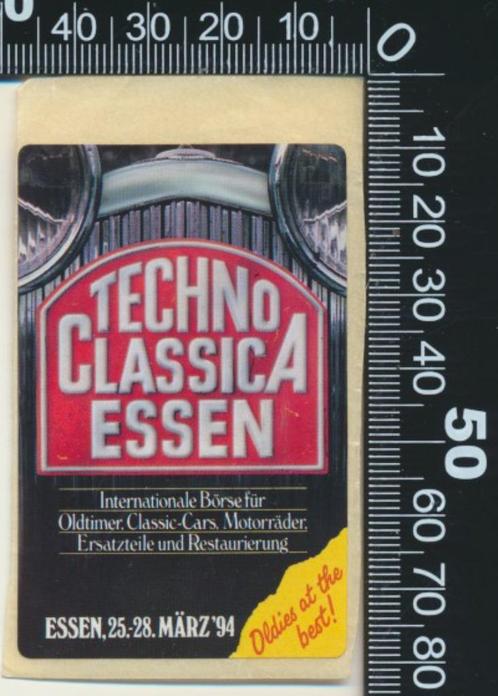 0
40 30 20 10 0
TECHNO
CLASSICA
ESSEN
Internationale Börse für
Oldtimer, Classic-Cars, Motorräder,
Ersatzteile und Restaurierung
ESSEN, 25.-28. MÄRZ '94
Oldies at the
best!
10
20
30
40
50
60
70
80